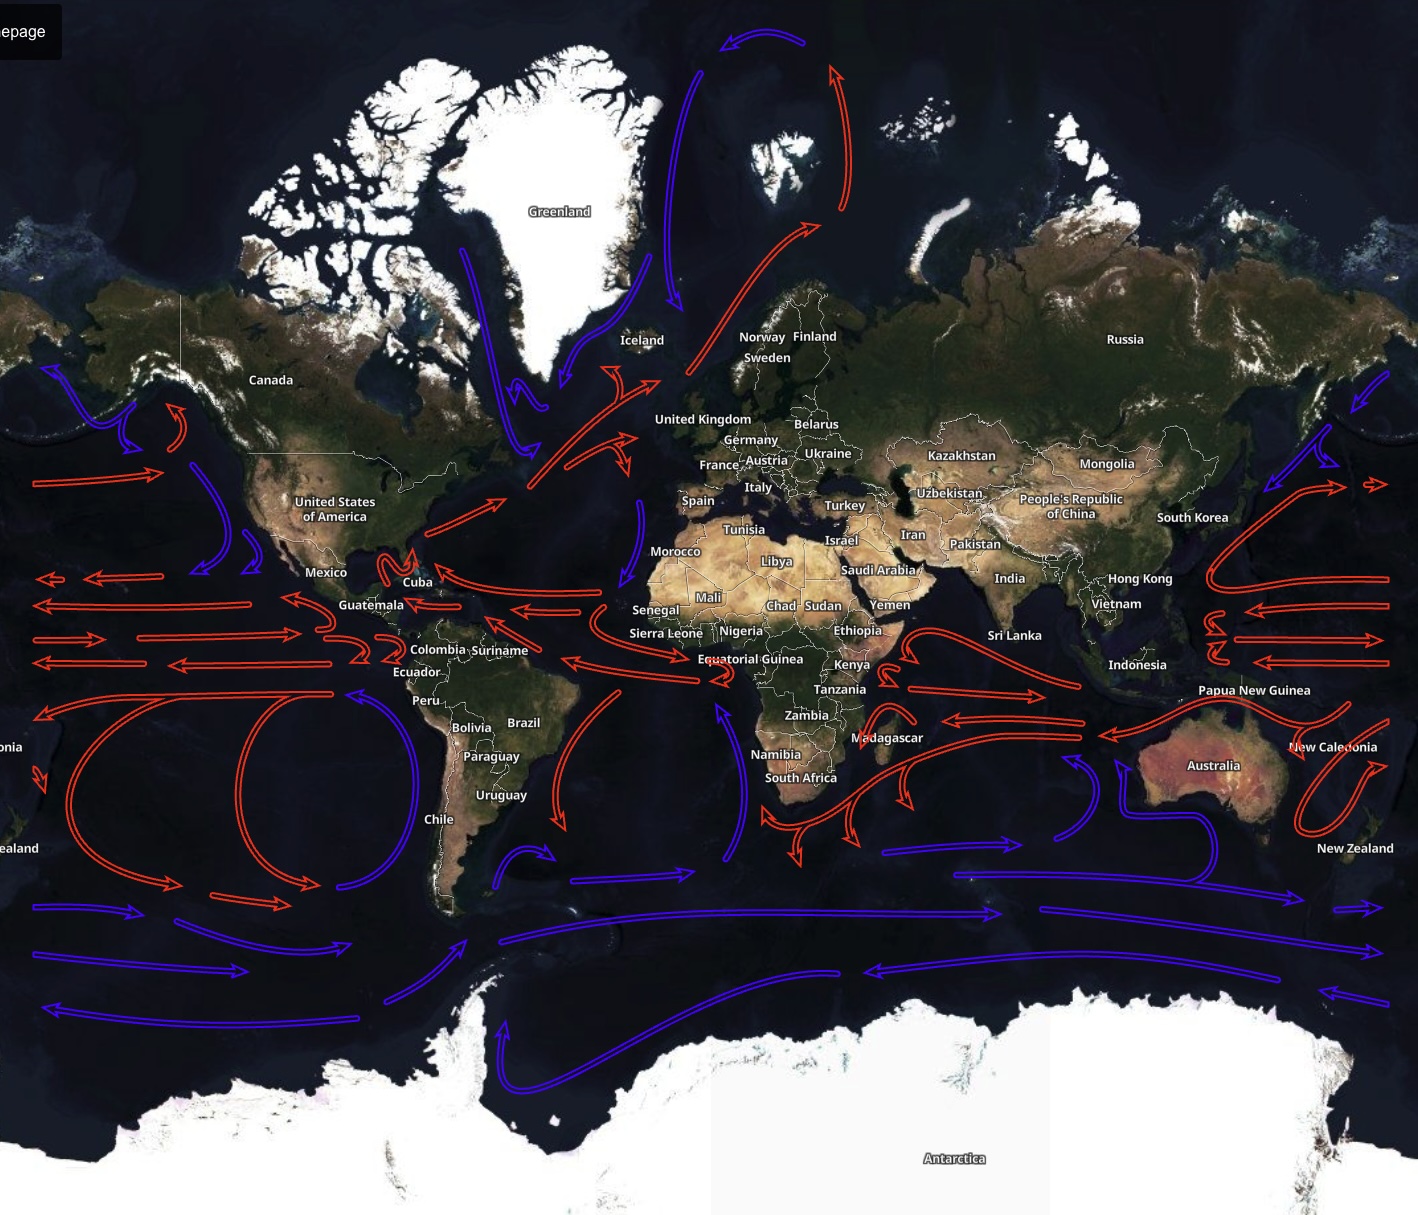 epage
Greenland
Iceland
Norway
Finland
Sweden
Russia
Canada
United Kingdom
Belarus
Germany
Ukraine
France
Austria
Kazakhstan
Mongolia
Italy
Uzbekistan
Spain
Turkey
People's Republic
of China
United States
of America
South Korea
Tunisia
Israel
Iran
Pakistan
Morocco
Libya
Saudi Arabia
India
Hong Kong
Mexico
Cuba
Mali
Chad
Sudan
Yemen
Vietnam
Guatemala
Senegal
Sierra Leone
Nigeria
Ethiopia
Sri Lanka
Colombia
Suriname
Equatorial Guinea
Kenya
Indonesia
Ecuador
Tanzania
Papua New Guinea
Peru
Zambia
Bolivia
Brazil
Madagascar
New Caledonia
onia
Paraguay
Namibia
Australia
South Africa
Uruguay
Chile
ealand
New Zealand
Antarctica